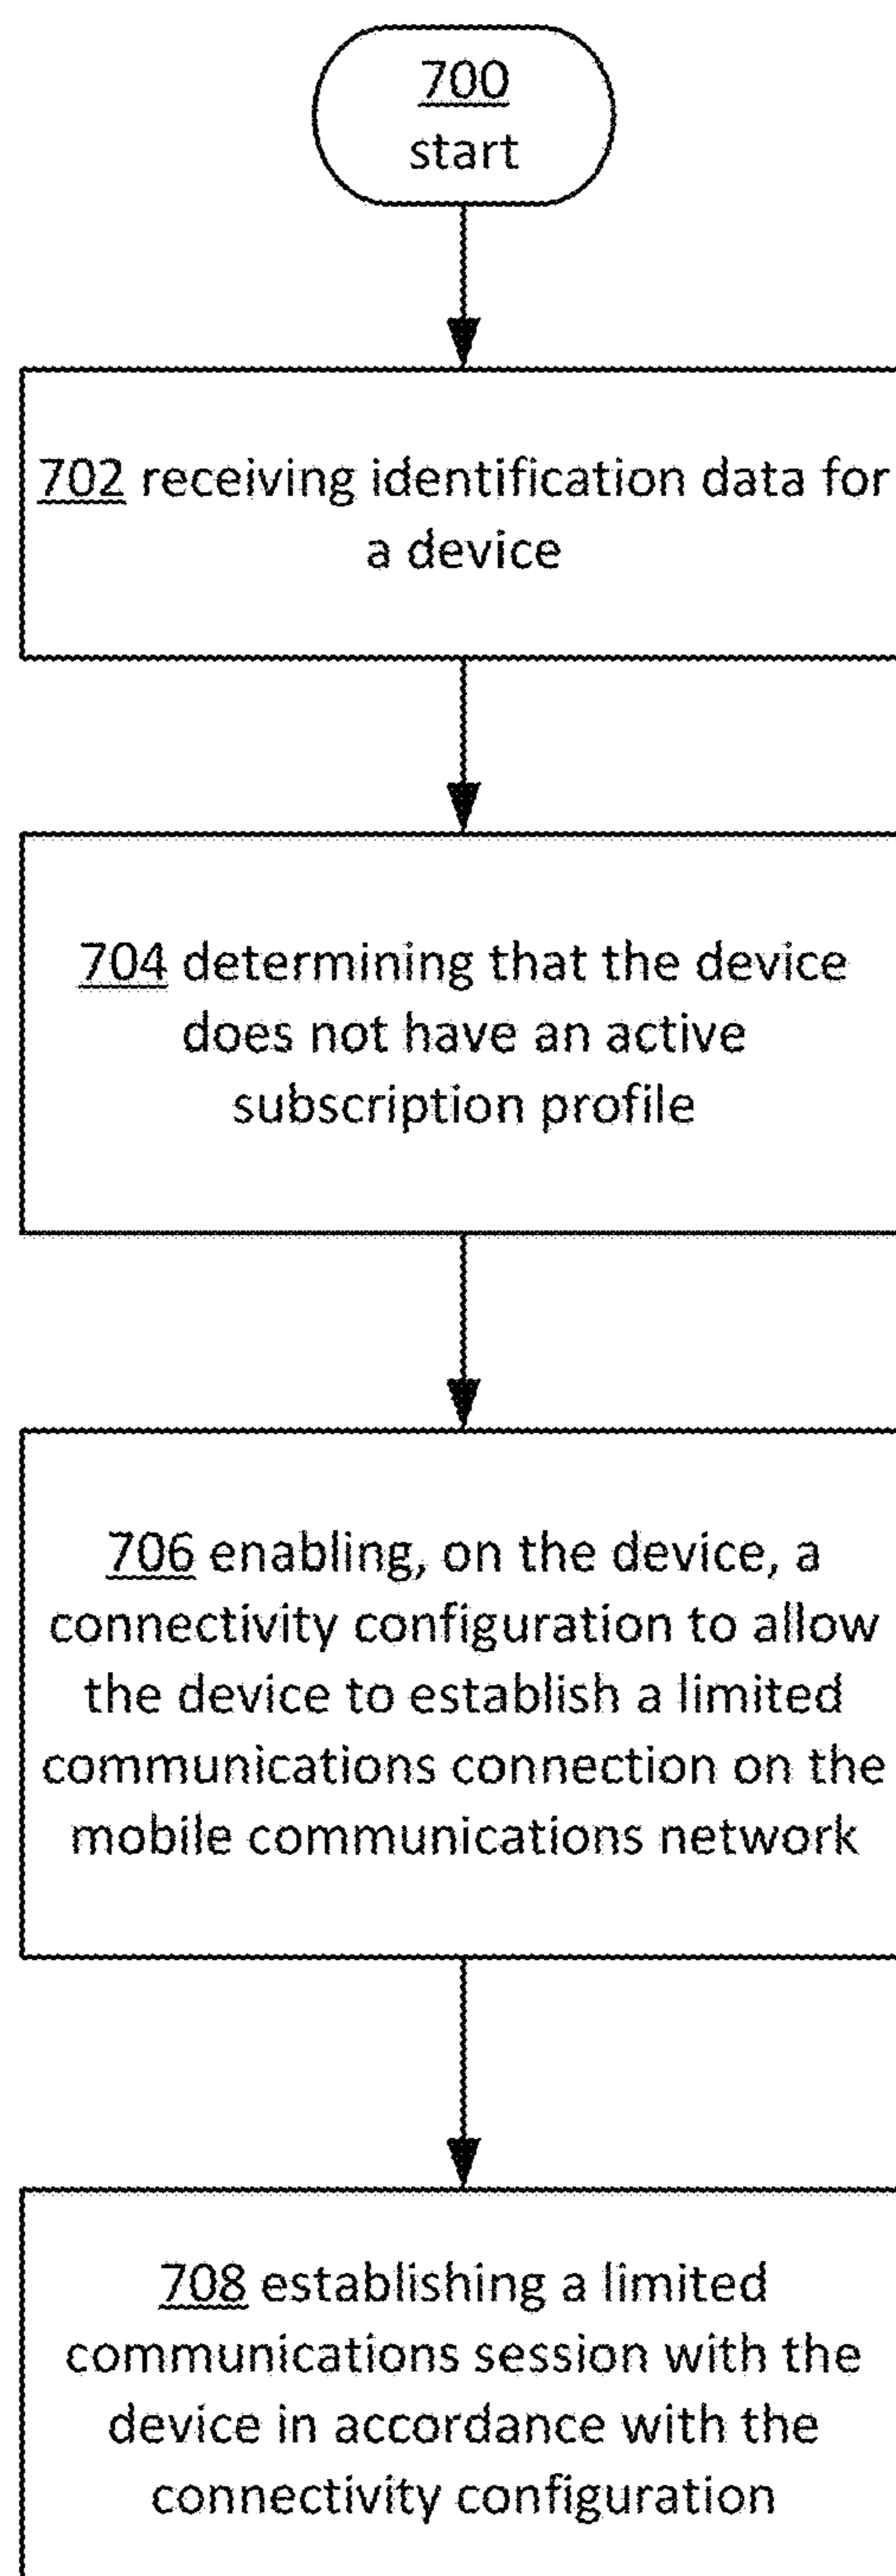 700
start
702 receiving identification data for
a device
704 determining that the device
does not have an active
subscription profile
706 enabling, on the device, a
connectivity configuration to allow
the device to establish a limited
communications connection on the
mobile communications network
708 establishing a limited
communications session with the
device in accordance with the
connectivity configuration